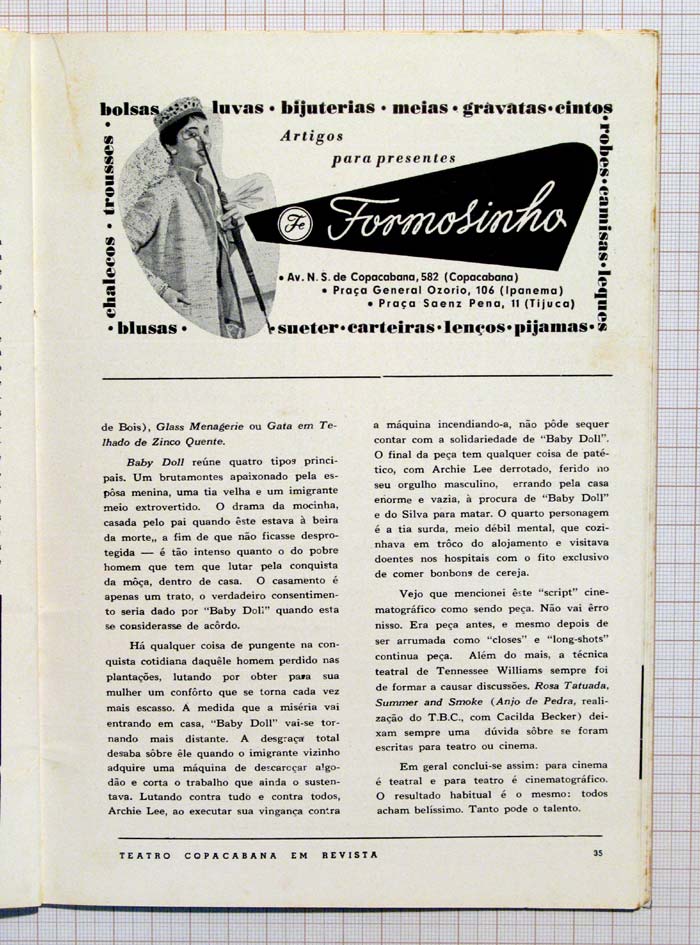 bolsas luvas • bijuterias • meias • gravatas • cintos
• robes • camisas • leques
• chalecos • trousses •
• blusas • • sueter • carteiras • lenços • pijamas •
Artigos
para presentes
Fe Formosinho
• Av. N. S. de Copacabana, 582 (Copacabana)
• Praça General Ozorio, 106 (Ipanema)
• Praça Saenz Pena, 11 (Tijuca)
de Bois), Glass Menagerie ou Gata em Te-
lhado de Zinco Quente.
Baby Doll reúne quatro tipos princi-
pais. Um brutamontes apaixonado pela es-
pôsa menina, uma tia velha e um imigrante
meio extrovertido. O drama da mocinha,
casada pelo pai quando êste estava à beira
da morte,, a fim de que não ficasse despro-
tegida — é tão intenso quanto o do pobre
homem que tem que lutar pela conquista
da môça, dentro de casa. O casamento é
apenas um trato, o verdadeiro consentimen-
to seria dado por "Baby Doll" quando esta
se considerasse de acôrdo.
Há qualquer coisa de pungente na con-
quista cotidiana daquêle homem perdido nas
plantações, lutando por obter para sua
mulher um confôrto que se torna cada vez
mais escasso. À medida que a miséria vai
entrando em casa, "Baby Doll" vai-se tor-
nando mais distante. A desgraça total
desaba sôbre êle quando o imigrante vizinho
adquire uma máquina de descaroçar algo-
dão e corta o trabalho que ainda o susten-
tava. Lutando contra tudo e contra todos,
Archie Lee, ao executar sua vingança contra
a máquina incendiando-a, não pôde sequer
contar com a solidariedade de "Baby Doll".
O final da peça tem qualquer coisa de paté-
tico, com Archie Lee derrotado, ferido no
seu orgulho masculino, errando pela casa
enorme e vazia, à procura de "Baby Doll"
e do Silva para matar. O quarto personagem
é a tia surda, meio débil mental, que cozi-
nhava em trôco do alojamento e visitava
doentes nos hospitais com o fito exclusivo
de comer bonbons de cereja.
Vejo que mencionei êste "script" cine-
matográfico como sendo peça. Não vai êrro
nisso. Era peça antes, e mesmo depois de
ser arrumada como "closes" e "long-shots"
continua peça. Além do mais, a técnica
teatral de Tennessee Williams sempre foi
de formar a causar discussões. Rosa Tatuada,
Summer and Smoke (Anjo de Pedra, reali-
zação do T.B.C., com Cacilda Becker) dei-
xam sempre uma dúvida sôbre se foram
escritas para teatro ou cinema.
Em geral conclui-se assim: para cinema
é teatral e para teatro é cinematográfico.
O resultado habitual é o mesmo: todos
acham belíssimo. Tanto pode o talento.
TEATRO COPACABANA EM REVISTA 35